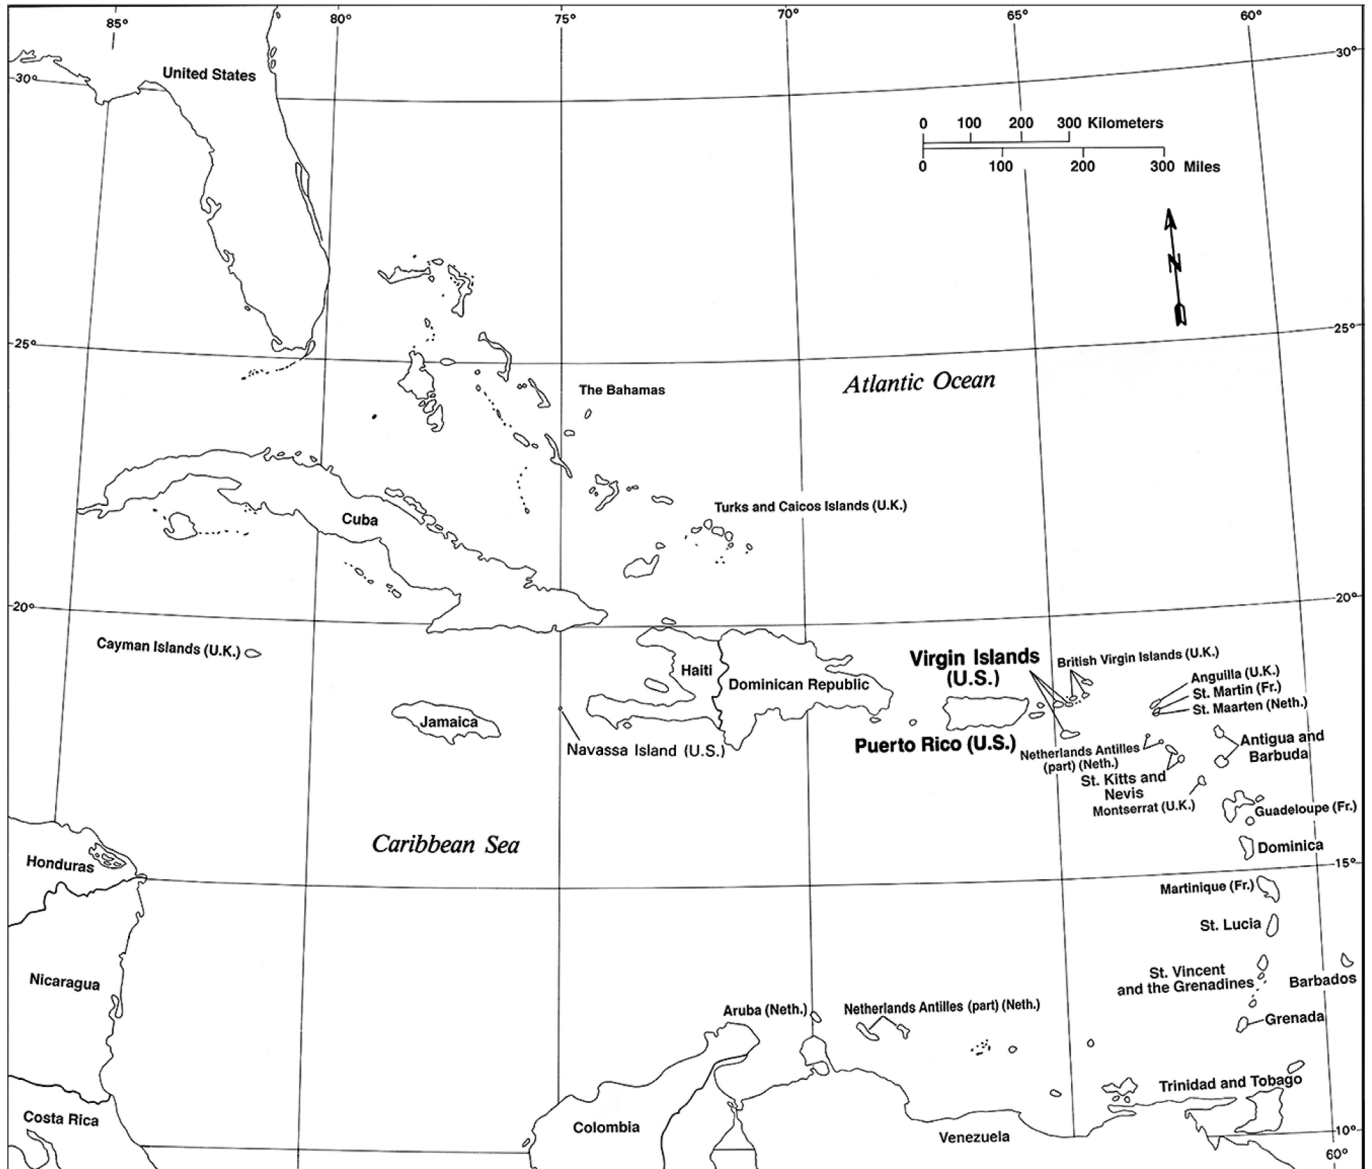 85° 80° 75° 70° 65° 60°
30° 30°
United States
0 100 200 300 Kilometers
0 100 200 300 Miles
N
25° 25°
Atlantic Ocean
The Bahamas
Turks and Caicos Islands (U.K.)
Cuba
20° 20°
Cayman Islands (U.K.)
Haiti
Dominican Republic
Jamaica
Navassa Island (U.S.)
Virgin Islands
(U.S.)
Puerto Rico (U.S.)
British Virgin Islands (U.K.)
Anguilla (U.K.)
St. Martin (Fr.)
St. Maarten (Neth.)
Netherlands Antilles
(part) (Neth.)
Antigua and
Barbuda
St. Kitts and
Nevis
Montserrat (U.K.)
Guadeloupe (Fr.)
Caribbean Sea
Dominica
Honduras
15°
Martinique (Fr.)
St. Lucia
St. Vincent
and the Grenadines
Barbados
Nicaragua
Aruba (Neth.)
Netherlands Antilles (part) (Neth.)
Grenada
Trinidad and Tobago
Costa Rica
Colombia
Venezuela
10°
60°